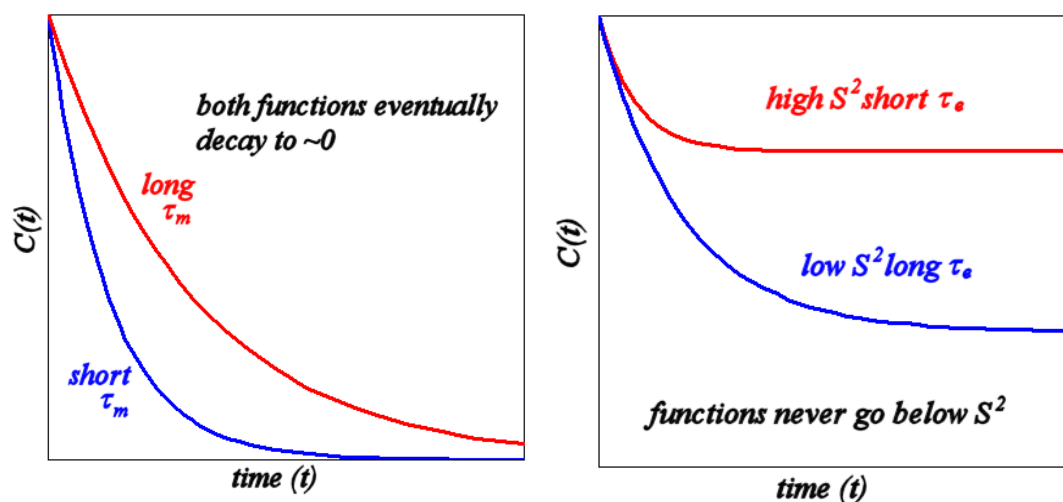 both functions eventually
decay to ~0
long
τₘ
C(t)
short
τₘ
time (t)
high S² short τₑ
C(t)
low S² long τₑ
functions never go below S²
time (t)